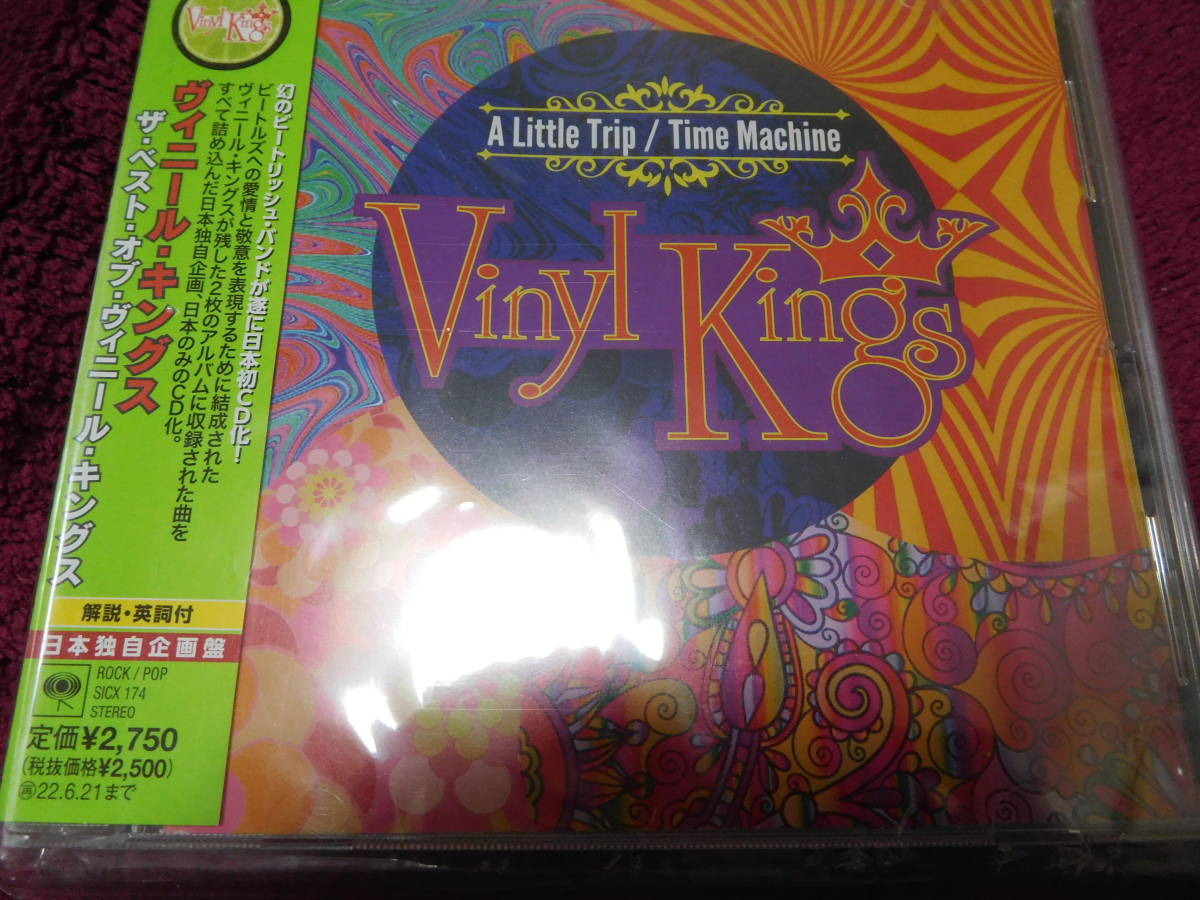 Vinyl Kings
ヴィニール・キングス
ザ・ベスト・オブ・ヴィニール・キングス
幻のビートリッシュ・バンドが遂に日本初CD化!
ビートルズへの愛情と敬意を表現するために結成された
ヴィニール・キングスが残した2枚のアルバムに収録された曲を
すべて詰め込んだ日本独自企画、日本のみのCD化。
解説・英詞付
日本独自企画盤
ROCK / POP
SICX 174
STEREO
定価¥2,750
(税抜価格¥2,500)
再22.6.21まで
A Little Trip / Time Machine
Vinyl Kings